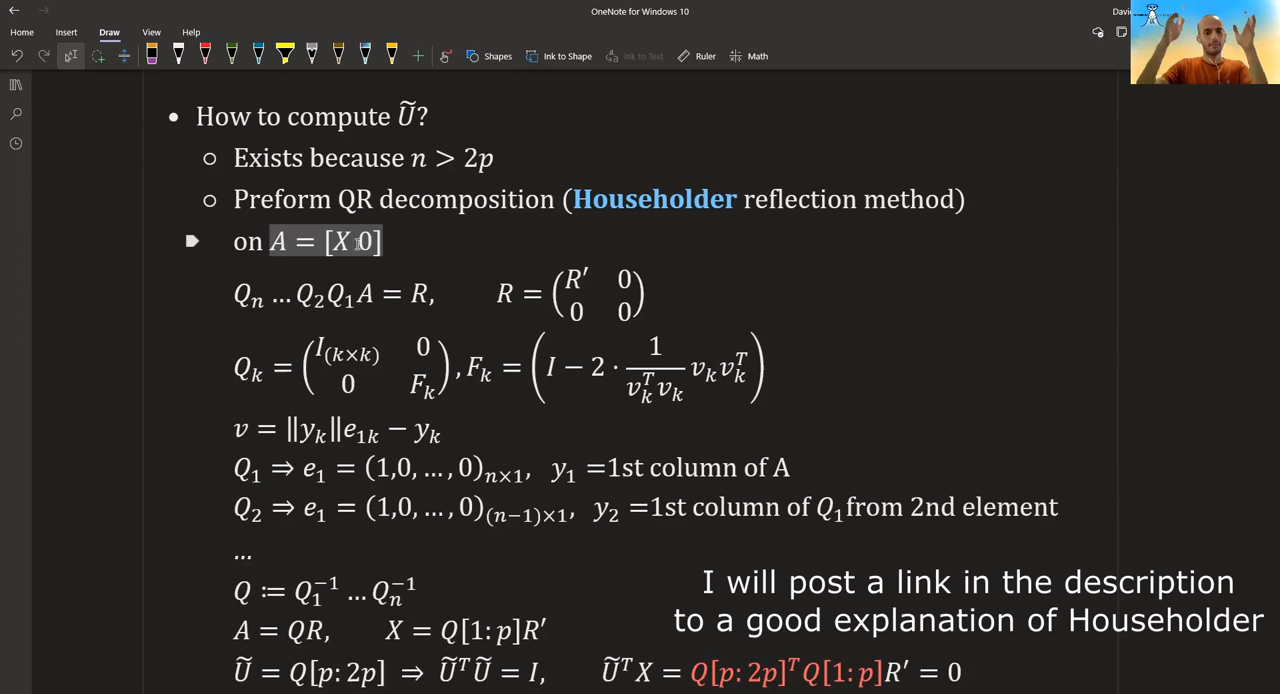 OneNote for Windows 10
Davi
Home Insert Draw View Help
Shapes Ink to Shape Ink to Text Ruler Math
• How to compute Ũ?
○ Exists because n > 2p
○ Preform QR decomposition (Householder reflection method)
on A = [X 0]
Qₙ … Q₂Q₁A = R, R = (R′ 0 0 0)
Qₖ = (I₍ₖₓₖ₎ 0 0 Fₖ), Fₖ = (I − 2 · 1/(vₖᵀvₖ) vₖvₖᵀ)
v = ‖yₖ‖e₁ₖ − yₖ
Q₁ ⇒ e₁ = (1,0, … ,0)ₙₓ₁, y₁ =1st column of A
Q₂ ⇒ e₁ = (1,0, … ,0)₍ₙ₋₁₎ₓ₁, y₂ =1st column of Q₁from 2nd element
…
Q ≔ Q₁⁻¹ … Qₙ⁻¹
A = QR, X = Q[1: p]R′
Ũ = Q[p: 2p] ⇒ ŨᵀŨ = I, ŨᵀX = Q[p: 2p]ᵀQ[1: p]R′ = 0
I will post a link in the description
to a good explanation of Householder